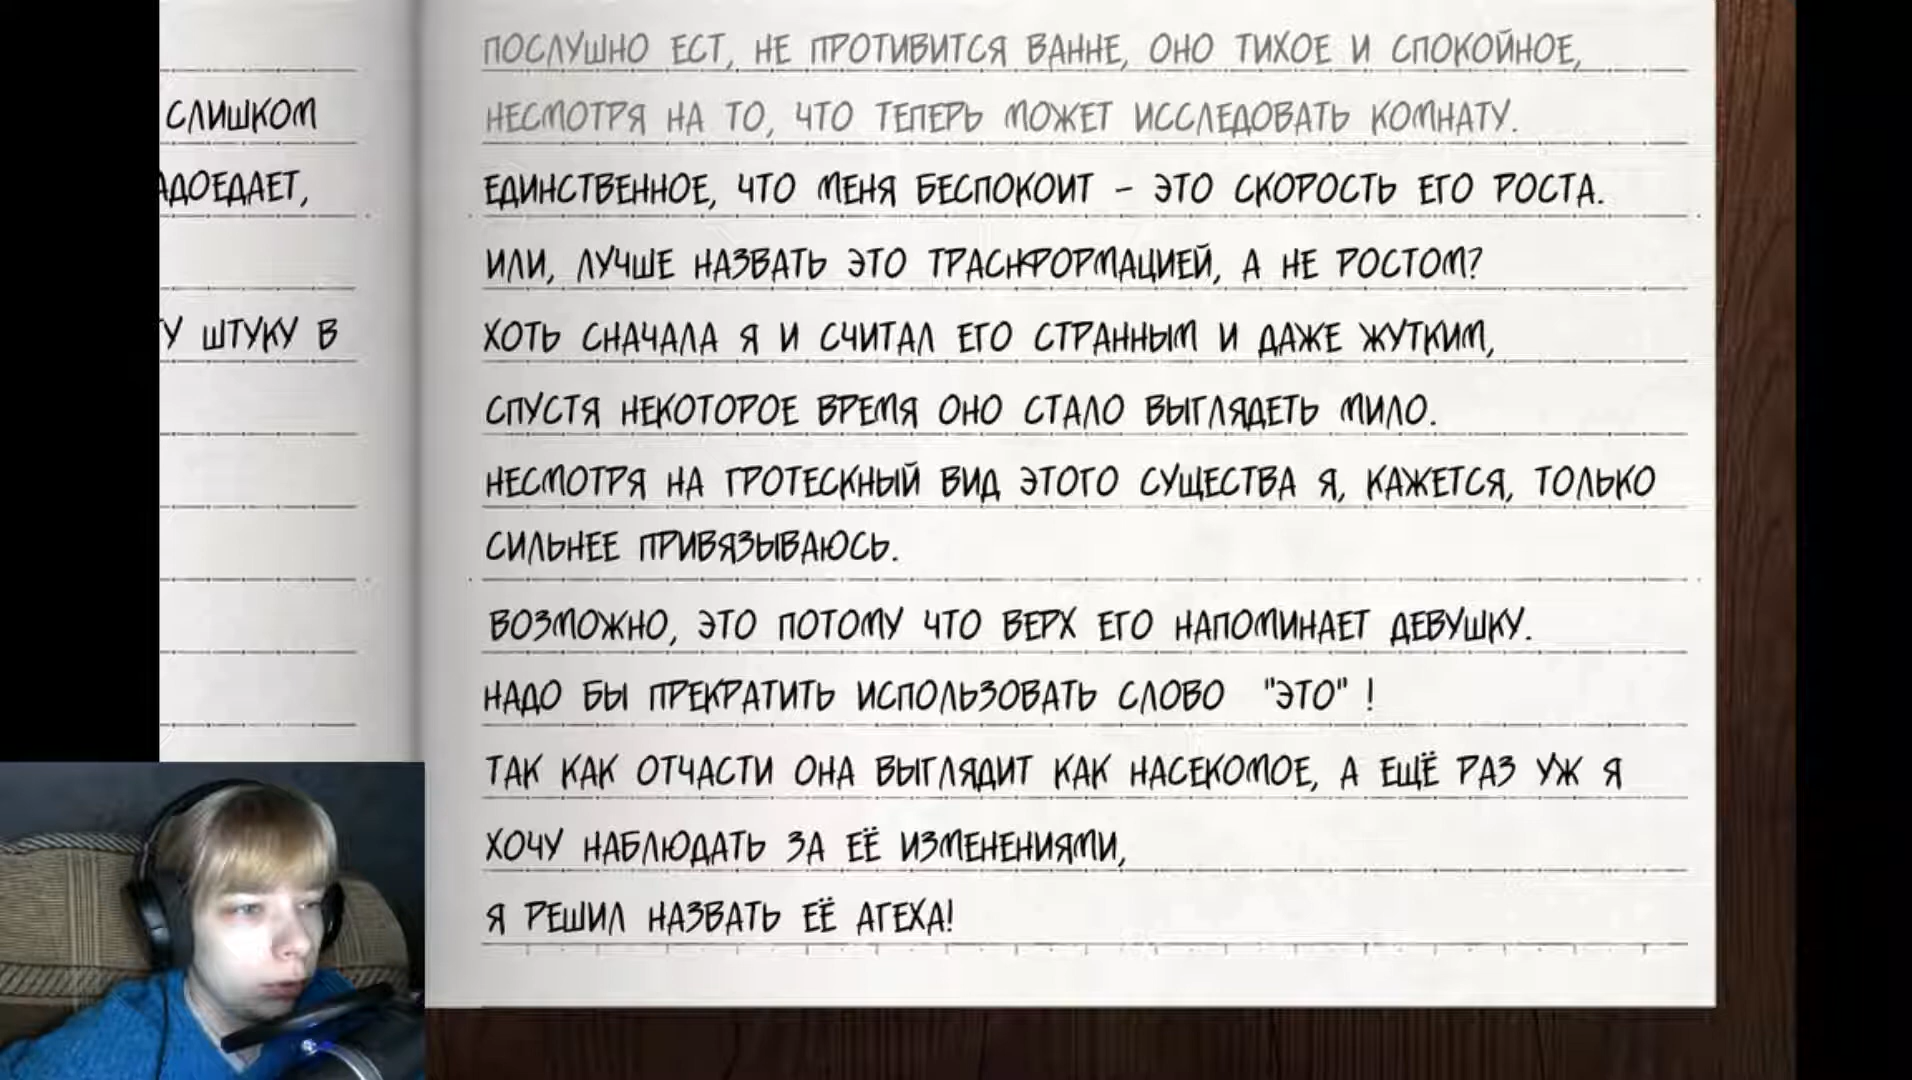 СЛИШКОМ
АДОЕДАЕТ,
У ШТУКУ В
ПОСЛУШНО ЕСТ, НЕ ПРОТИВИТСЯ ВАННЕ, ОНО ТИХОЕ И СПОКОЙНОЕ,
НЕСМОТРЯ НА ТО, ЧТО ТЕПЕРЬ МОЖЕТ ИССЛЕДОВАТЬ КОМНАТУ.
ЕДИНСТВЕННОЕ, ЧТО МЕНЯ БЕСПОКОИТ - ЭТО СКОРОСТЬ ЕГО РОСТА.
ИЛИ, ЛУЧШЕ НАЗВАТЬ ЭТО ТРАСНФОРМАЦИЕЙ, А НЕ РОСТОМ?
ХОТЬ СНАЧАЛА Я И СЧИТАЛ ЕГО СТРАННЫМ И ДАЖЕ ЖУТКИМ,
СПУСТЯ НЕКОТОРОЕ ВРЕМЯ ОНО СТАЛО ВЫГЛЯДЕТЬ МИЛО.
НЕСМОТРЯ НА ГРОТЕСКНЫЙ ВИД ЭТОГО СУЩЕСТВА Я, КАЖЕТСЯ, ТОЛЬКО
СИЛЬНЕЕ ПРИВЯЗЫВАЮСЬ.
ВОЗМОЖНО, ЭТО ПОТОМУ ЧТО ВЕРХ ЕГО НАПОМИНАЕТ ДЕВУШКУ.
НАДО БЫ ПРЕКРАТИТЬ ИСПОЛЬЗОВАТЬ СЛОВО "ЭТО" !
ТАК КАК ОТЧАСТИ ОНА ВЫГЛЯДИТ КАК НАСЕКОМОЕ, А ЕЩЁ РАЗ УЖ Я
ХОЧУ НАБЛЮДАТЬ ЗА ЕЁ ИЗМЕНЕНИЯМИ,
Я РЕШИЛ НАЗВАТЬ ЕЁ АГЕХА!